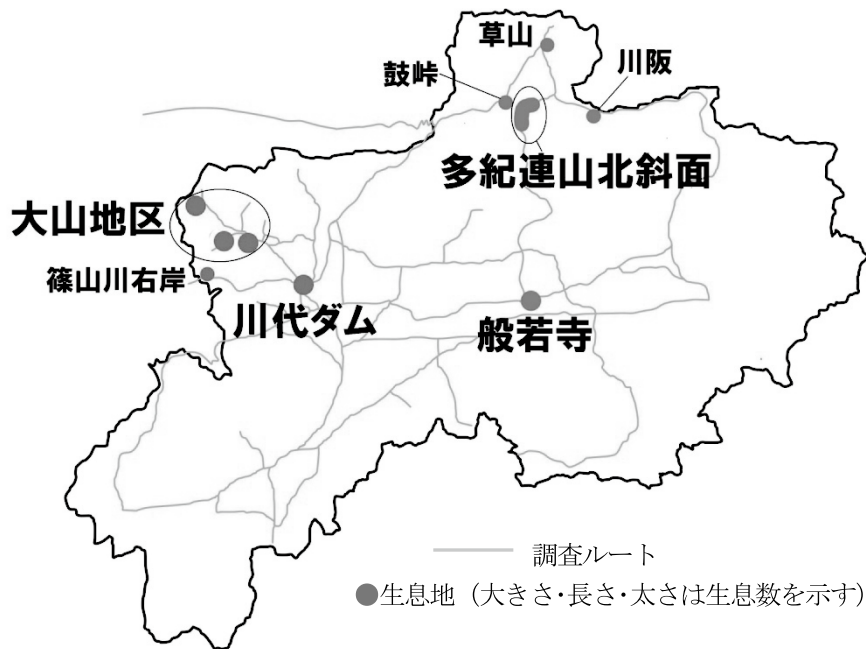 草山
鼓峠
川阪
多紀連山北斜面
大山地区
篠山川右岸
川代ダム
般若寺
調査ルート
●生息地（大きさ・長さ・太さは生息数を示す）